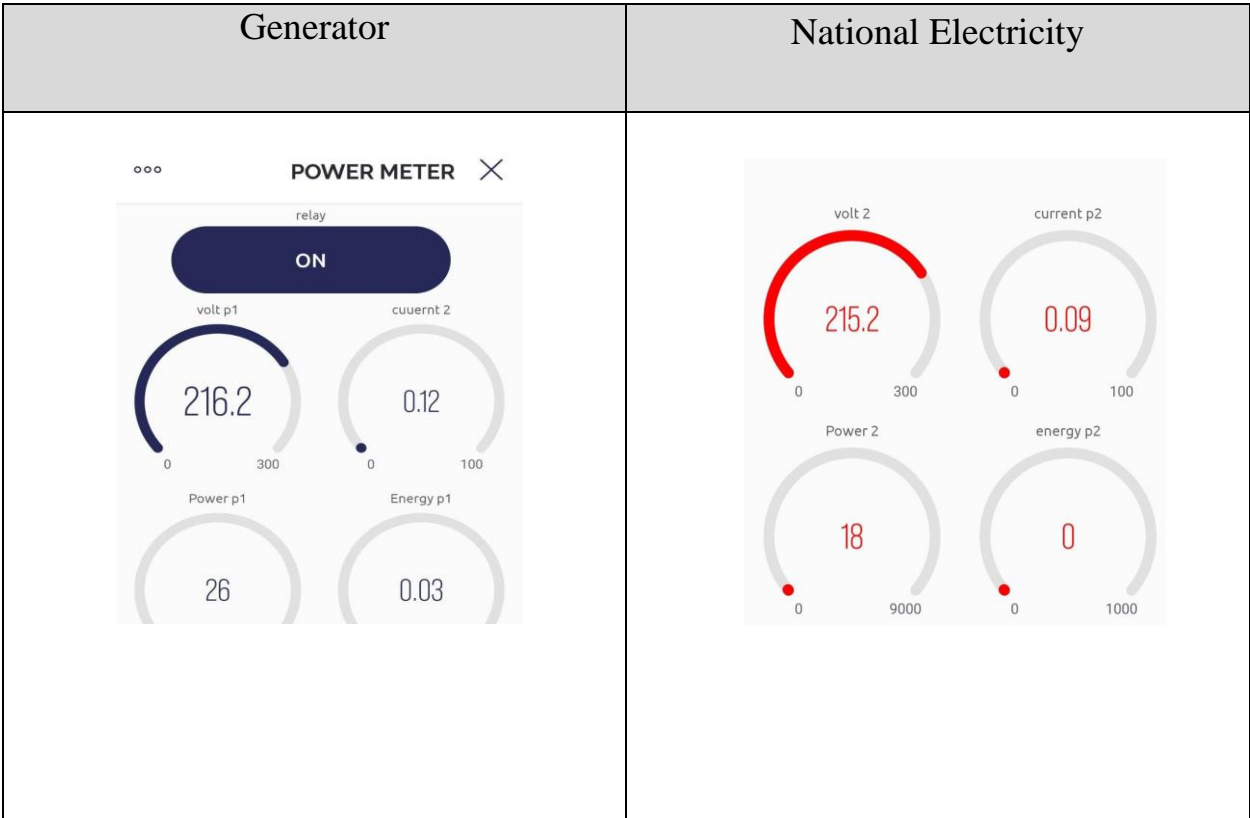 Generator
National Electricity
ooo POWER METER X
relay
ON
volt p1 cuuernt 2
216.2 0.12
0 300 0 100
Power p1 Energy p1
26 0.03
volt 2 current p2
215.2 0.09
0 300 0 100
Power 2 energy p2
18 0
0 9000 0 1000